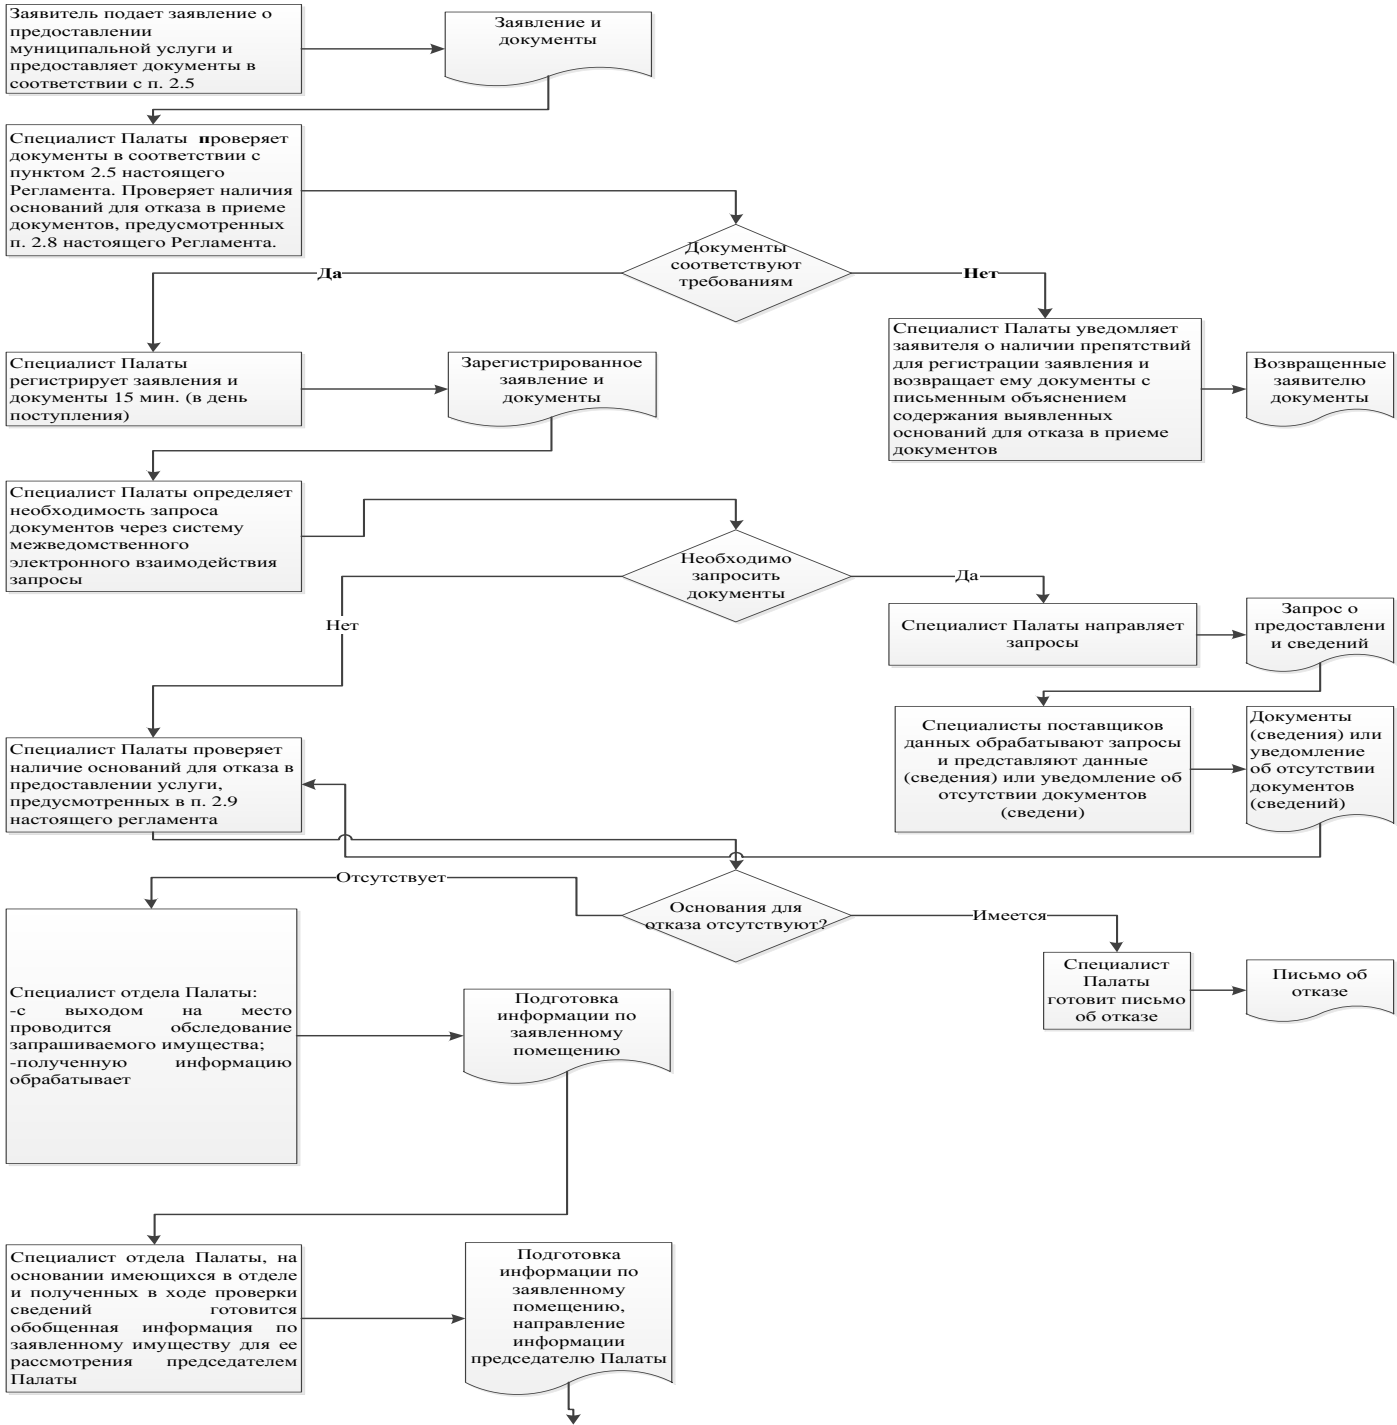 Заявитель подает заявление о
предоставлении
муниципальной услуги и
предоставляет документы в
соответствии с п. 2.5
Заявление и
документы
Специалист Палаты проверяет
документы в соответствии с
пунктом 2.5 настоящего
Регламента. Проверяет наличия
оснований для отказа в приеме
документов, предусмотренных
п. 2.8 настоящего Регламента.
Документы
соответствуют
требованиям
Да
Нет
Специалист Палаты
регистрирует заявления и
документы 15 мин. (в день
поступления)
Зарегистрированное
заявление и
документы
Специалист Палаты уведомляет
заявителя о наличии препятствий
для регистрации заявления и
возвращает ему документы с
письменным объяснением
содержания выявленных
оснований для отказа в приеме
документов
Возвращенные
заявителю
документы
Специалист Палаты определяет
необходимость запроса
документов через систему
межведомственного
электронного взаимодействия
запросы
Необходимо
запросить
документы
Да
Нет
Специалист Палаты направляет
запросы
Запрос о
предоставлени
и сведений
Специалисты поставщиков
данных обрабатывают запросы
и представляют данные
(сведения) или уведомление об
отсутствии документов
(сведени)
Документы
(сведения) или
уведомление
об отсутствии
документов
(сведений)
Специалист Палаты проверяет
наличие оснований для отказа в
предоставлении услуги,
предусмотренных в п. 2.9
настоящего регламента
Основания для
отказа отсутствуют?
Отсутствует
Имеется
Специалист
Палаты
готовит письмо
об отказе
Письмо об
отказе
Специалист отдела Палаты:
-с выходом на место
проводится обследование
запрашиваемого имущества;
-полученную информацию
обрабатывает
Подготовка
информации по
заявленному
помещению
Специалист отдела Палаты, на
основании имеющихся в отделе
и полученных в ходе проверки
сведений готовится
обобщенная информация по
заявленному имуществу для ее
рассмотрения председателем
Палаты
Подготовка
информации по
заявленному
помещению,
направление
информации
председателю Палаты